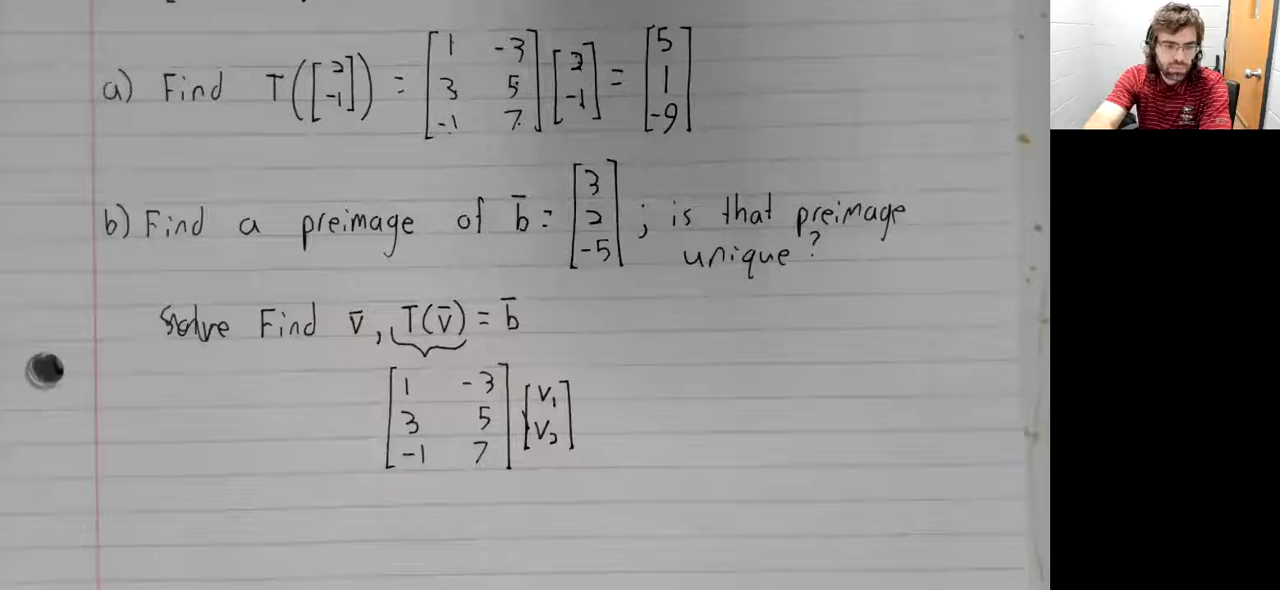 a) Find T([2 -1]) = [1 -3 3 5 -1 7] [2 -1] = [5 1 -9]
b) Find a preimage of b̄ = [3 2 -5] ; is that preimage
unique?
Find v̄, T(v̄) = b̄
[1 -3 3 5 -1 7] [v₁ v₂]